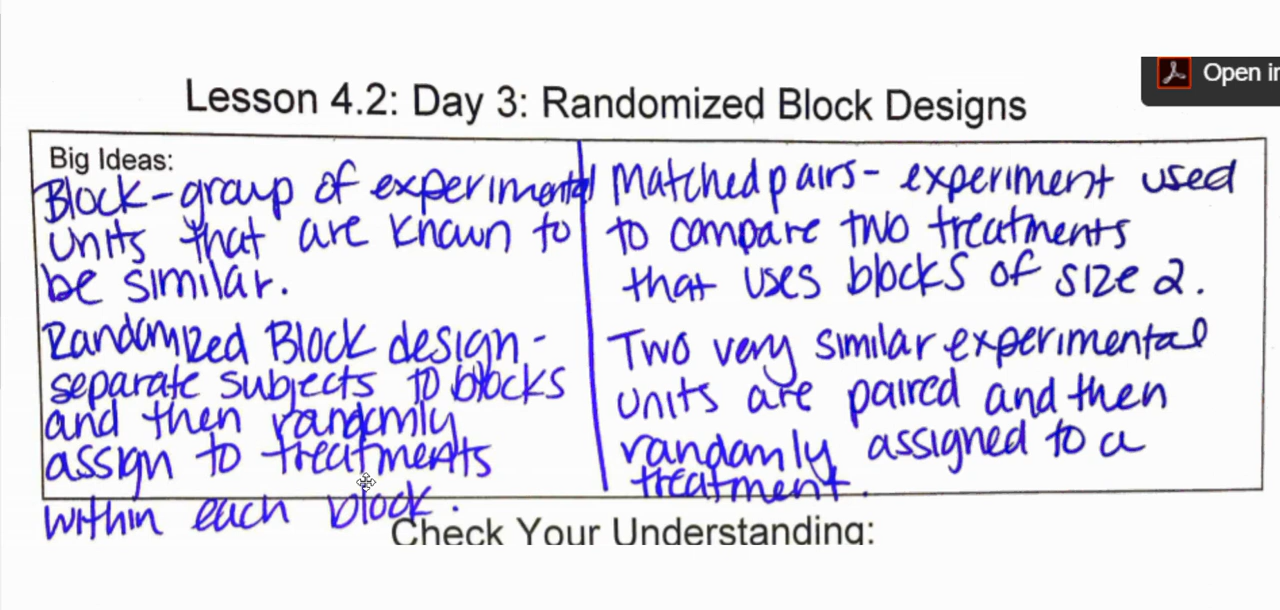 Open in
Lesson 4.2: Day 3: Randomized Block Designs
Big Ideas:
Block-group of experimental
units that are known to
be similar.
Randomized Block design-
separate subjects to blocks
and then randomly
assign to treatments
within each block.
Matched pairs- experiment used
to compare two treatments
that uses blocks of size 2.
Two very similar experimental
units are paired and then
randomly assigned to a
treatment.
Check Your Understanding: